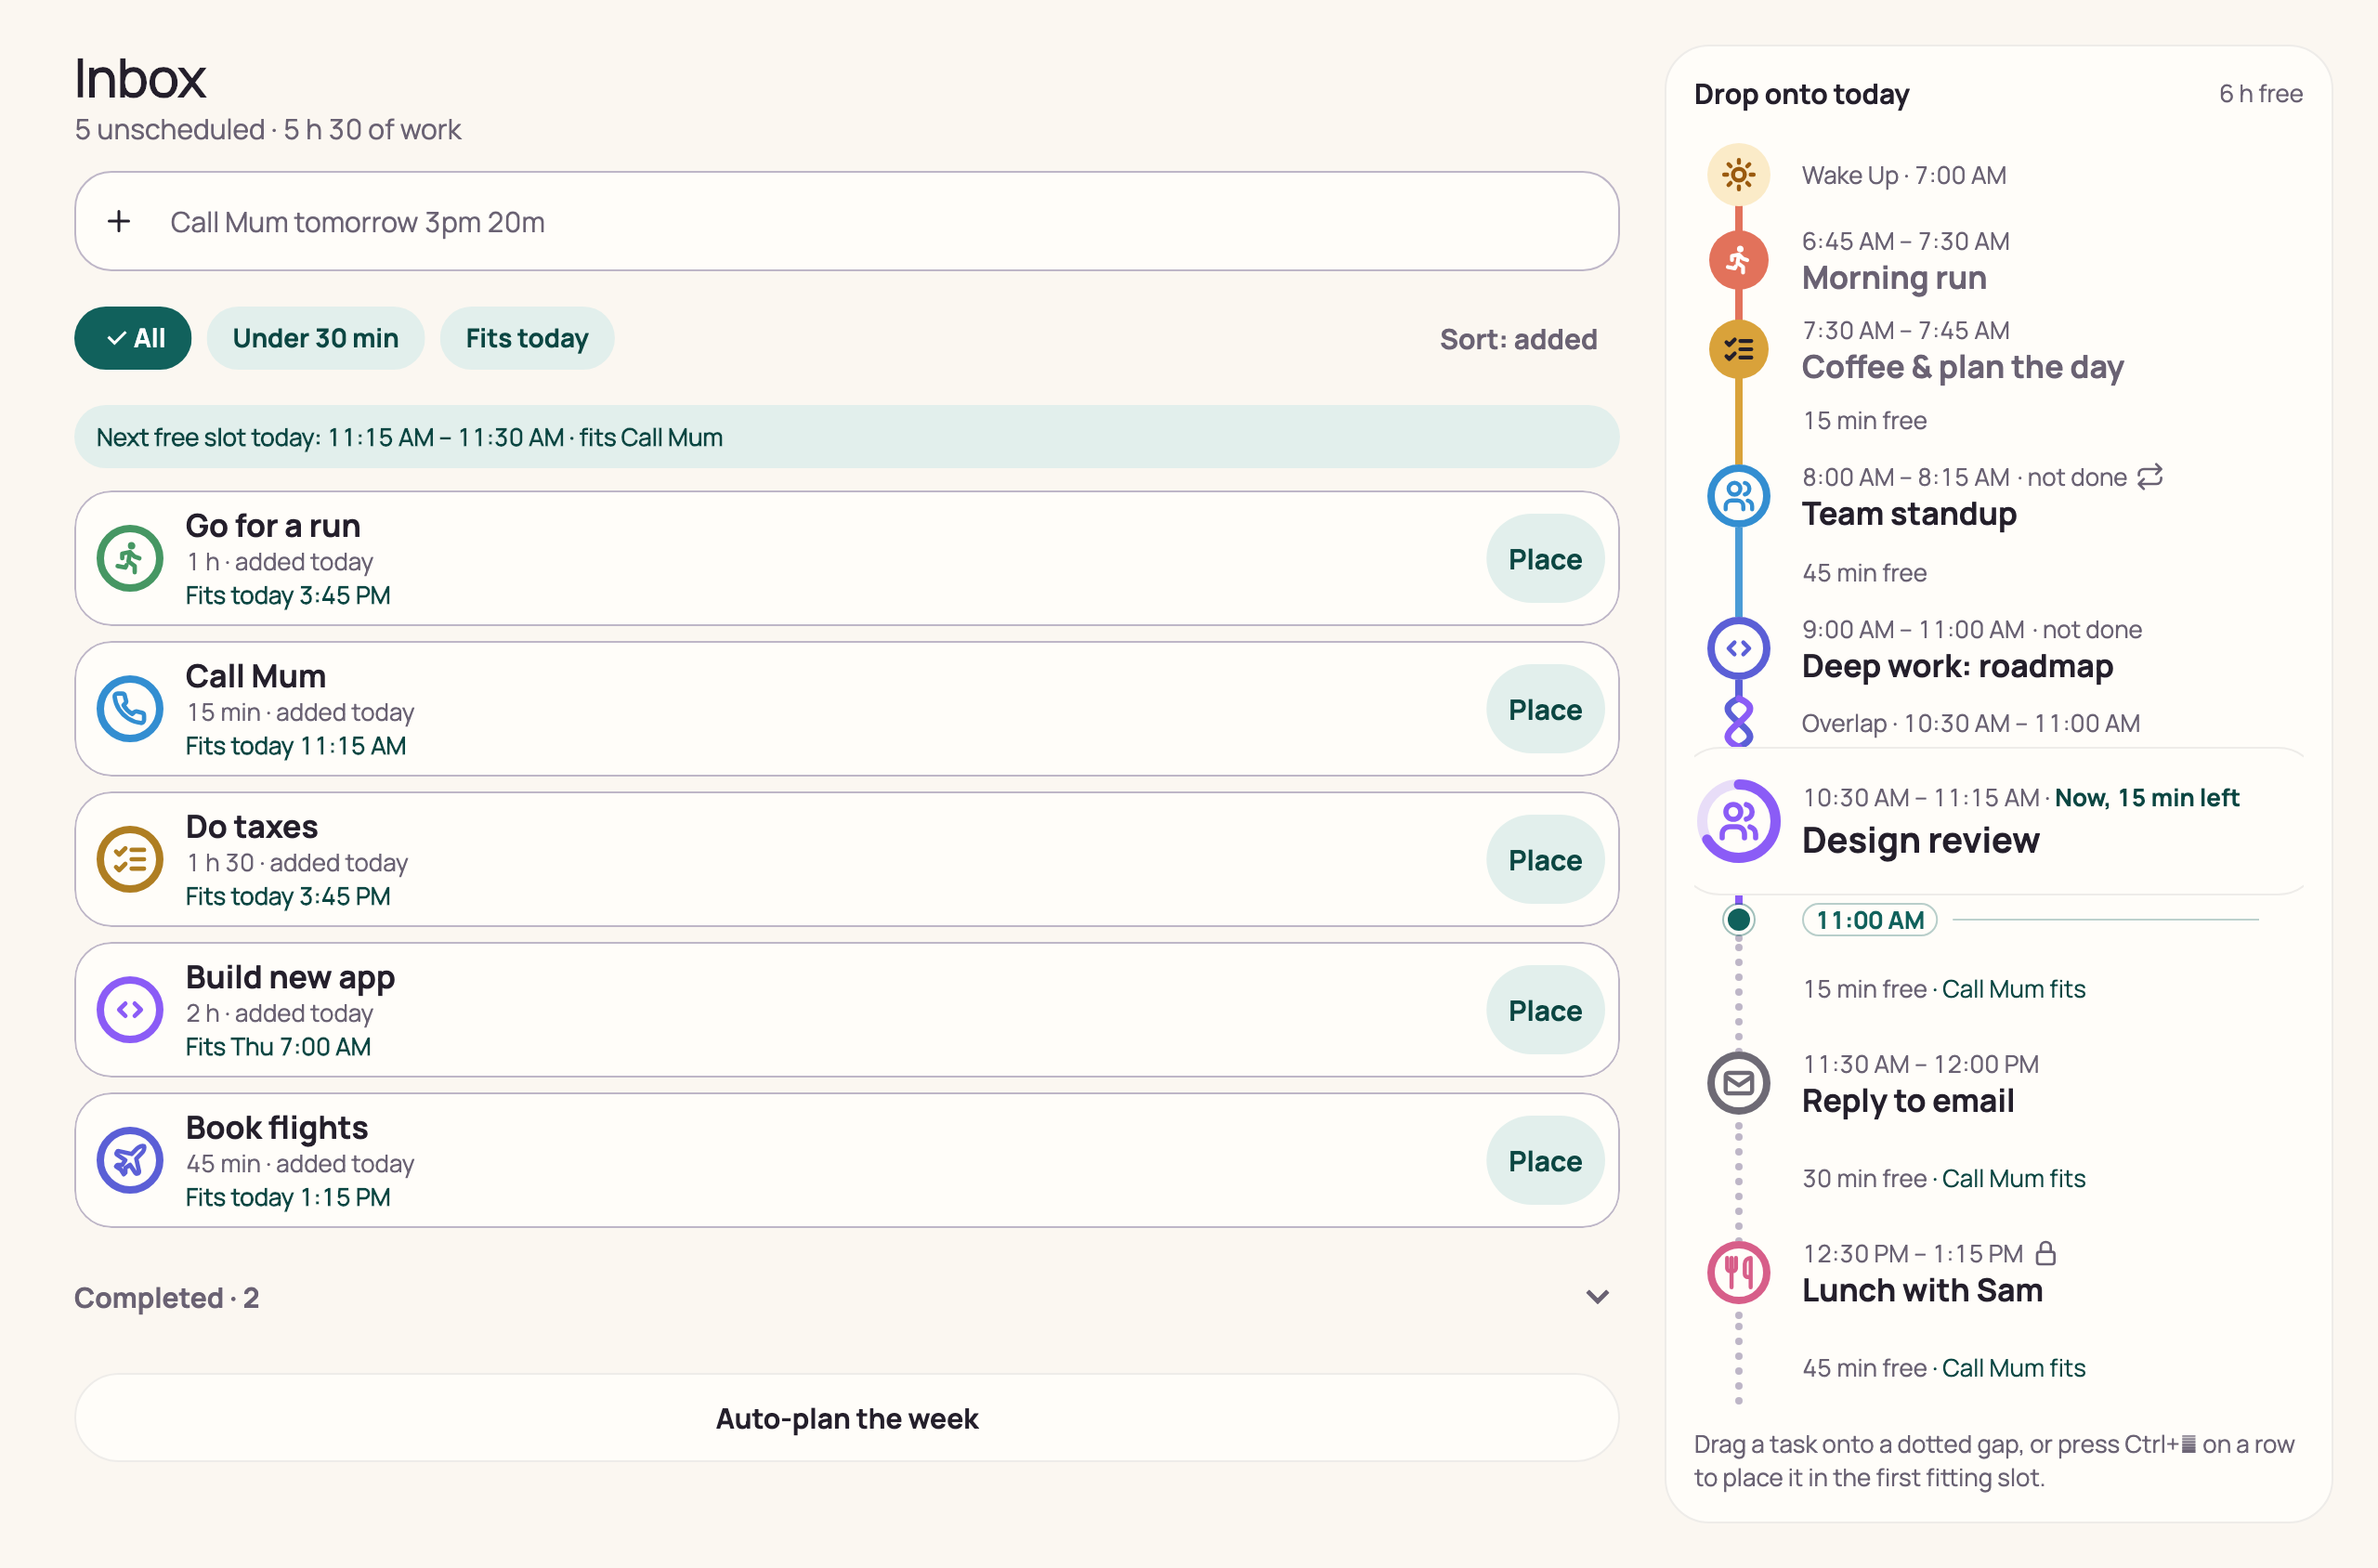 Inbox
5 unscheduled · 5 h 30 of work
Call Mum tomorrow 3pm 20m
All
Under 30 min
Fits today
Sort: added
Next free slot today: 11:15 AM – 11:30 AM · fits Call Mum
Go for a run
1 h · added today
Fits today 3:45 PM
Place
Call Mum
15 min · added today
Fits today 11:15 AM
Place
Do taxes
1 h 30 · added today
Fits today 3:45 PM
Place
Build new app
2 h · added today
Fits Thu 7:00 AM
Place
Book flights
45 min · added today
Fits today 1:15 PM
Place
Completed · 2
Auto-plan the week
Drop onto today
6 h free
Wake Up · 7:00 AM
6:45 AM – 7:30 AM
Morning run
7:30 AM – 7:45 AM
Coffee & plan the day
15 min free
8:00 AM – 8:15 AM · not done
Team standup
45 min free
9:00 AM – 11:00 AM · not done
Deep work: roadmap
Overlap · 10:30 AM – 11:00 AM
10:30 AM – 11:15 AM · Now, 15 min left
Design review
11:00 AM
15 min free · Call Mum fits
11:30 AM – 12:00 PM
Reply to email
30 min free · Call Mum fits
12:30 PM – 1:15 PM
Lunch with Sam
45 min free · Call Mum fits
Drag a task onto a dotted gap, or press Ctrl+ on a row
to place it in the first fitting slot.